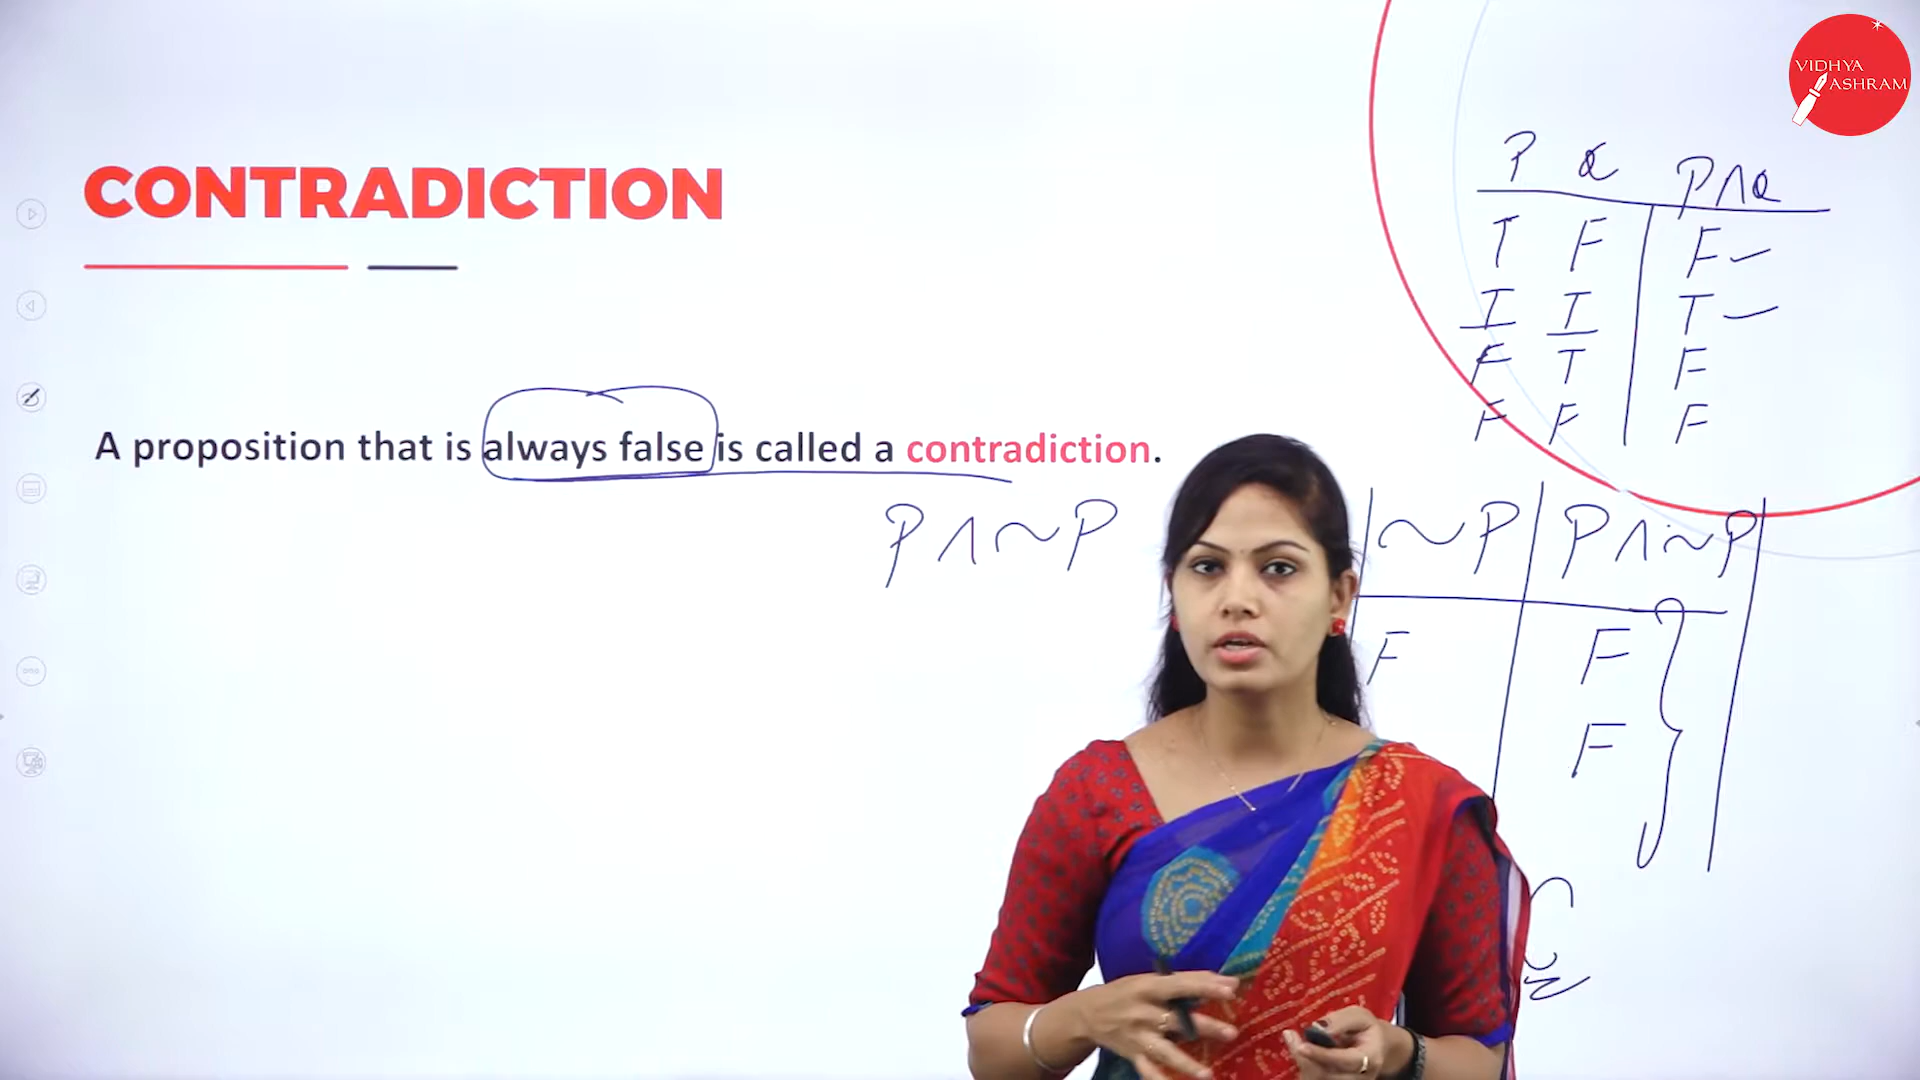 VIDHYA
ASHRAM
CONTRADICTION
P Q P∧Q
T F F
T T T
F T F
F F F
A proposition that is always false is called a contradiction.
P∧~P
~P P∧~P
F F
F